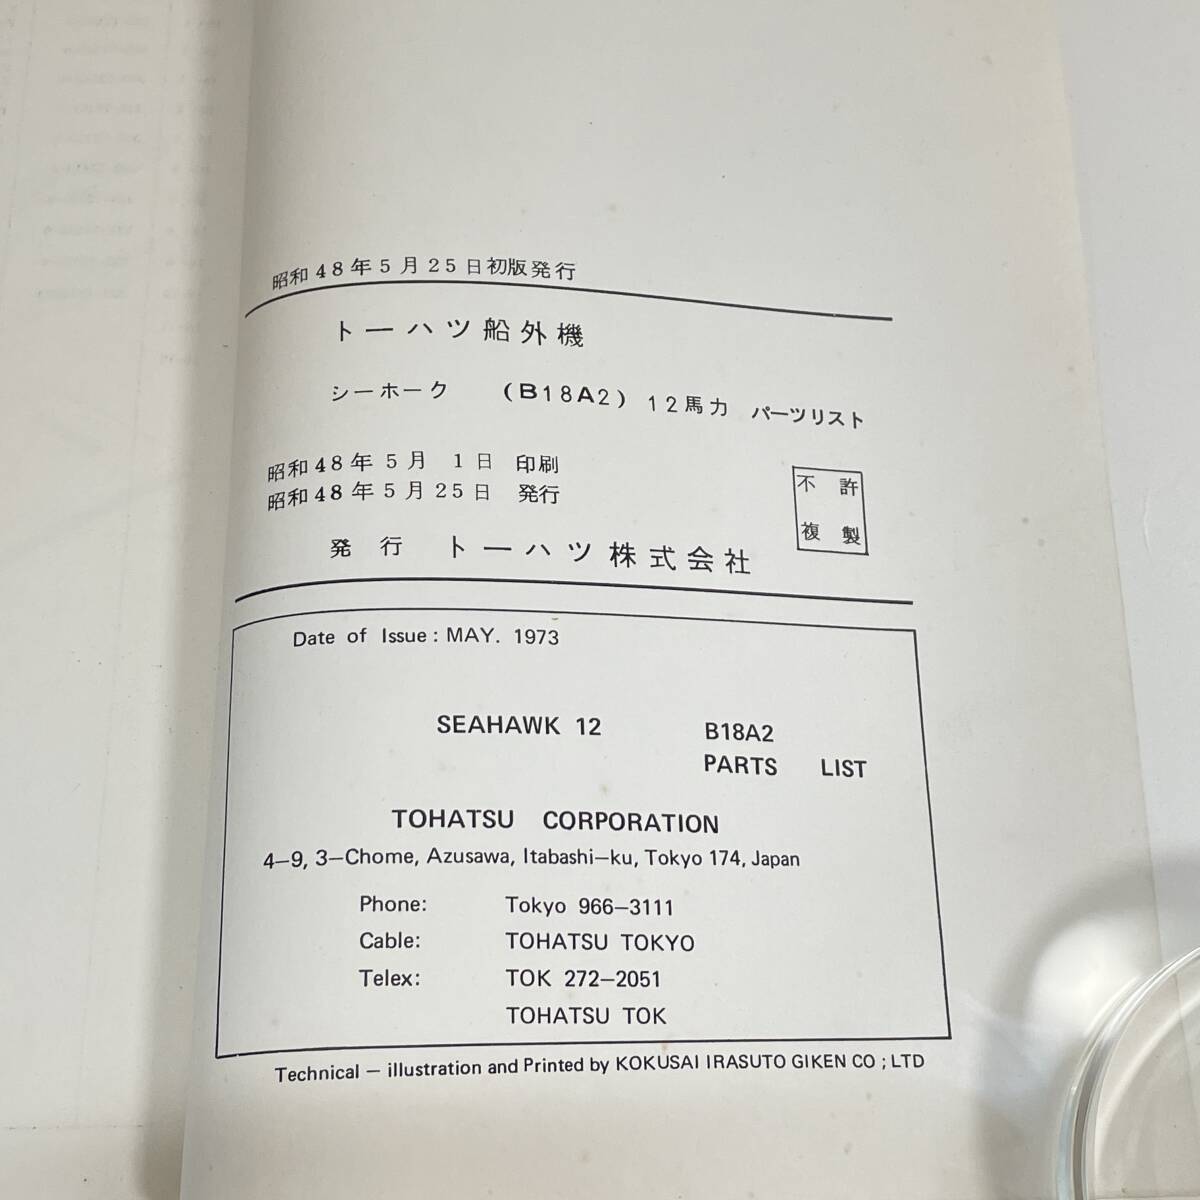 昭和48年5月25日初版発行
トーハツ船外機
シーホーク (B18A2) 12馬力 パーツリスト
昭和48年5月 1日 印刷
昭和48年5月25日 発行
不許
複製
発行 トーハツ株式会社
Date of Issue: MAY. 1973
SEAHAWK 12 B18A2
PARTS LIST
TOHATSU CORPORATION
4-9, 3-Chome, Azusawa, Itabashi-ku, Tokyo 174, Japan
Phone: Tokyo 966-3111
Cable: TOHATSU TOKYO
Telex: TOK 272-2051
TOHATSU TOK
Technical - illustration and Printed by KOKUSAI IRASUTO GIKEN CO ; LTD